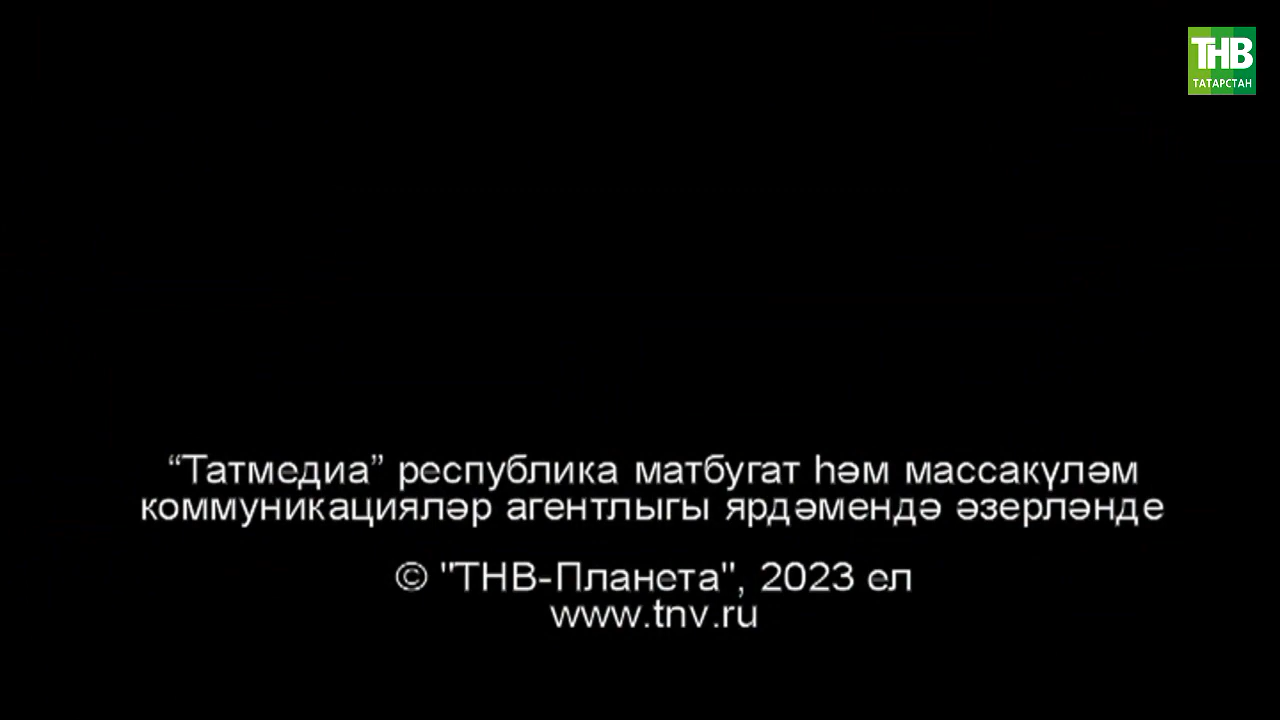 ТНВ
ТАТАРСТАН
“Татмедиа” республика матбугат һәм массакүләм
коммуникацияләр агентлыгы ярдәмендә әзерләнде
© "ТНВ-Планета", 2023 ел
www.tnv.ru